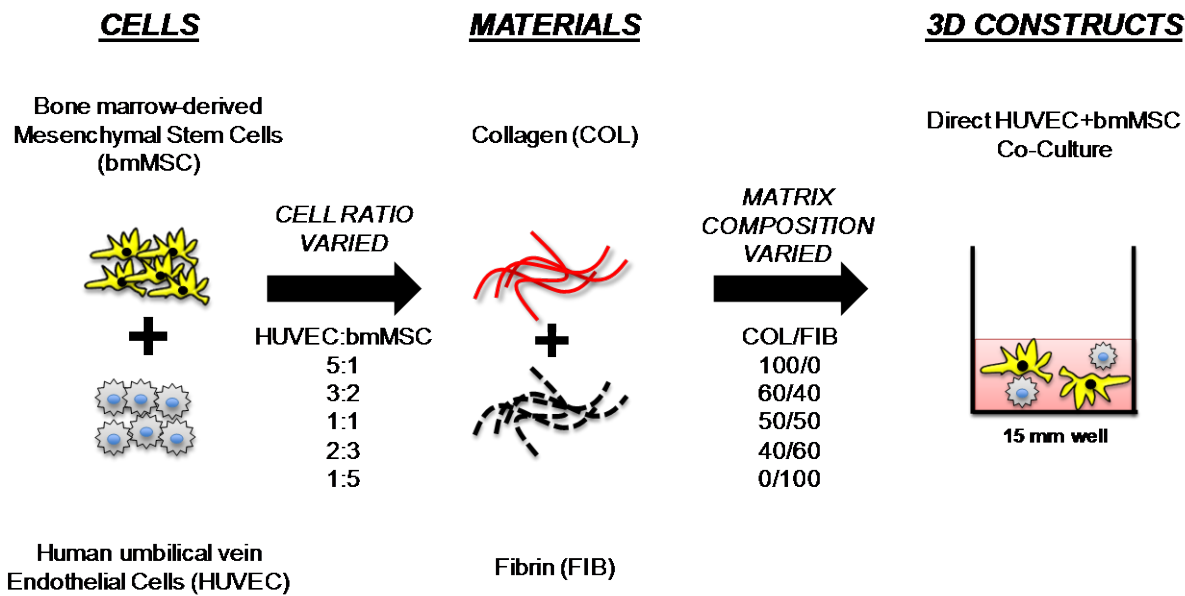 CELLS
MATERIALS
3D CONSTRUCTS
Bone marrow-derived
Mesenchymal Stem Cells
(bmMSC)
Collagen (COL)
Direct HUVEC+bmMSC
Co-Culture
CELL RATIO
VARIED
MATRIX
COMPOSITION
VARIED
HUVEC:bmMSC
5:1
3:2
1:1
2:3
1:5
COL/FIB
100/0
60/40
50/50
40/60
0/100
15 mm well
Human umbilical vein
Endothelial Cells (HUVEC)
Fibrin (FIB)